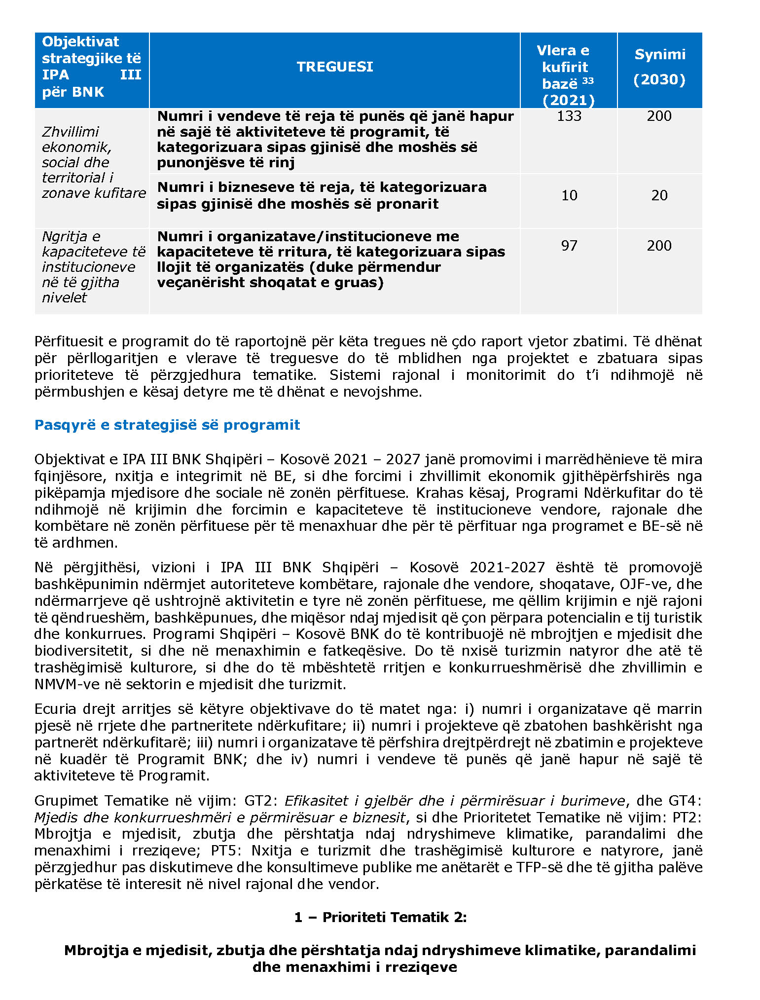 Objektivat
strategjike të
IPA III
për BNK
TREGUESI
Vlera e
kufirit
bazë 33
(2021)
Synimi
(2030)
Zhvillimi
ekonomik,
social dhe
territorial i
zonave kufitare
Numri i vendeve të reja të punës që janë hapur
në sajë të aktiviteteve të programit, të
kategorizuara sipas gjinisë dhe moshës së
punonjësve të rinj
133
200
Numri i bizneseve të reja, të kategorizuara
sipas gjinisë dhe moshës së pronarit
10
20
Ngritja e
kapaciteteve të
institucioneve
në të gjitha
nivelet
Numri i organizatave/institucioneve me
kapaciteteve të rritura, të kategorizuara sipas
llojit të organizatës (duke përmendur
veçanërisht shoqatat e gruas)
97
200
Përfituesit e programit do të raportojnë për këta tregues në çdo raport vjetor zbatimi. Të dhënat
për përllogaritjen e vlerave të treguesve do të mblidhen nga projektet e zbatuara sipas
prioriteteve të përzgjedhura tematike. Sistemi rajonal i monitorimit do t’i ndihmojë në
përmbushjen e kësaj detyre me të dhënat e nevojshme.
Pasqyrë e strategjisë së programit
Objektivat e IPA III BNK Shqipëri – Kosovë 2021 – 2027 janë promovimi i marrëdhënieve të mira
fqinjësore, nxitja e integrimit në BE, si dhe forcimi i zhvillimit ekonomik gjithëpërfshirës nga
pikëpamja mjedisore dhe sociale në zonën përfituese. Krahas kësaj, Programi Ndërkufitar do të
ndihmojë në krijimin dhe forcimin e kapaciteteve të institucioneve vendore, rajonale dhe
kombëtare në zonën përfituese për të menaxhuar dhe për të përfituar nga programet e BE-së në
të ardhmen.
Në përgjithësi, vizioni i IPA III BNK Shqipëri – Kosovë 2021-2027 është të promovojë
bashkëpunimin ndërmjet autoriteteve kombëtare, rajonale dhe vendore, shoqatave, OJF-ve, dhe
ndërmarrjeve që ushtrojnë aktivitetin e tyre në zonën përfituese, me qëllim krijimin e një rajoni
të qëndrueshëm, bashkëpunues, dhe miqësor ndaj mjedisit që çon përpara potencialin e tij turistik
dhe konkurrues. Programi Shqipëri – Kosovë BNK do të kontribuojë në mbrojtjen e mjedisit dhe
biodiversitetit, si dhe në menaxhimin e fatkeqësive. Do të nxisë turizmin natyror dhe atë të
trashëgimisë kulturore, si dhe do të mbështetë rritjen e konkurrueshmërisë dhe zhvillimin e
NMVM-ve në sektorin e mjedisit dhe turizmit.
Ecuria drejt arritjes së këtyre objektivave do të matet nga: i) numri i organizatave që marrin
pjesë në rrjete dhe partneritete ndërkufitare; ii) numri i projekteve që zbatohen bashkërisht nga
partnerët ndërkufitarë; iii) numri i organizatave të përfshira drejtpërdrejt në zbatimin e projekteve
në kuadër të Programit BNK; dhe iv) numri i vendeve të punës që janë hapur në sajë të
aktiviteteve të Programit.
Grupimet Tematike në vijim: GT2: Efikasitet i gjelbër dhe i përmirësuar i burimeve, dhe GT4:
Mjedis dhe konkurrueshmëri e përmirësuar e biznesit, si dhe Prioritetet Tematike në vijim: PT2:
Mbrojtja e mjedisit, zbutja dhe përshtatja ndaj ndryshimeve klimatike, parandalimi dhe
menaxhimi i rreziqeve; PT5: Nxitja e turizmit dhe trashëgimisë kulturore e natyrore, janë
përzgjedhur pas diskutimeve dhe konsultimeve publike me anëtarët e TFP-së dhe të gjitha palëve
përkatëse të interesit në nivel rajonal dhe vendor.
1 – Prioriteti Tematik 2:
Mbrojtja e mjedisit, zbutja dhe përshtatja ndaj ndryshimeve klimatike, parandalimi
dhe menaxhimi i rreziqeve